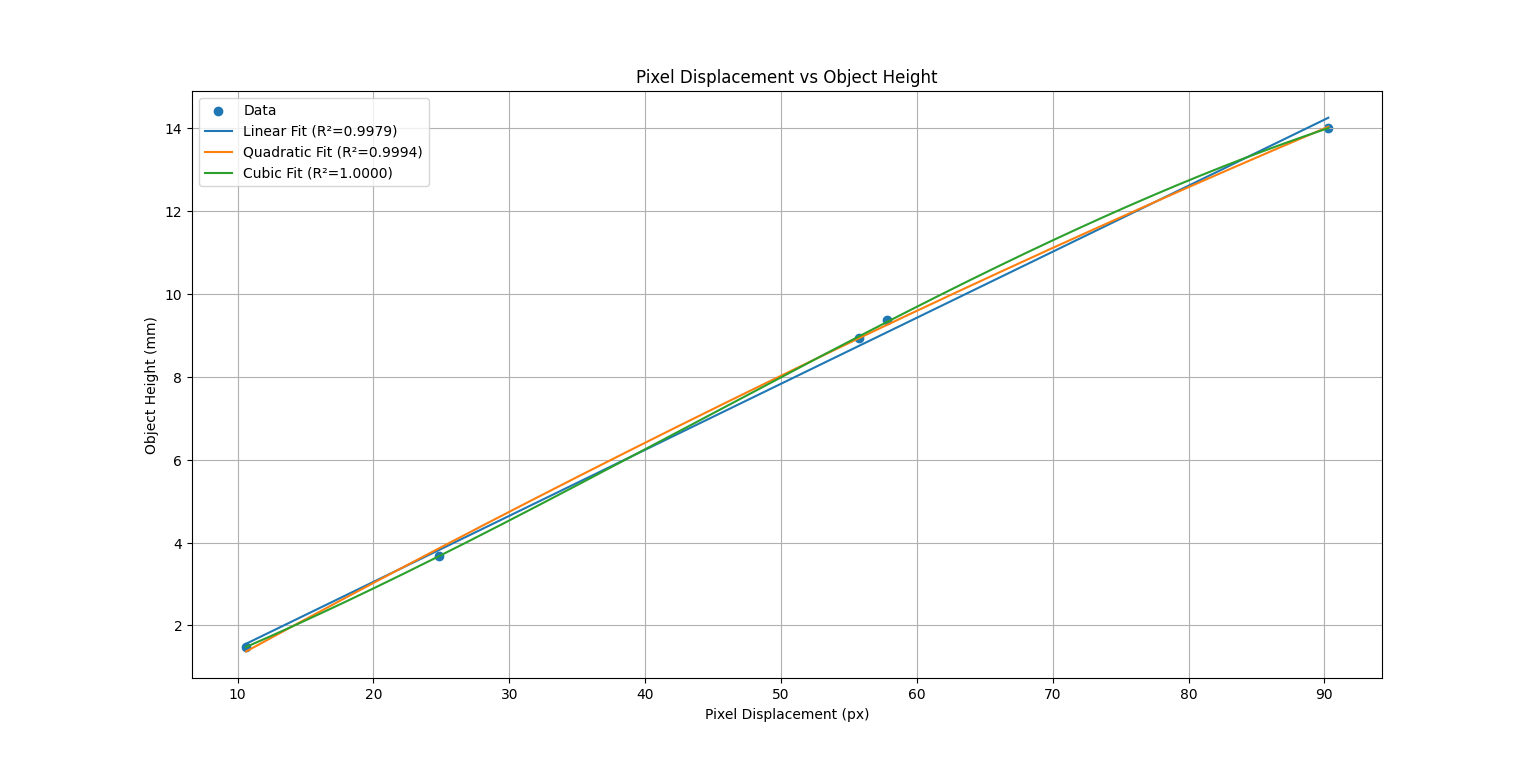 Pixel Displacement vs Object Height
Data
Linear Fit (R²=0.9979)
Quadratic Fit (R²=0.9994)
Cubic Fit (R²=1.0000)
Object Height (mm)
14
12
10
8
6
4
2
10 20 30 40 50 60 70 80 90
Pixel Displacement (px)